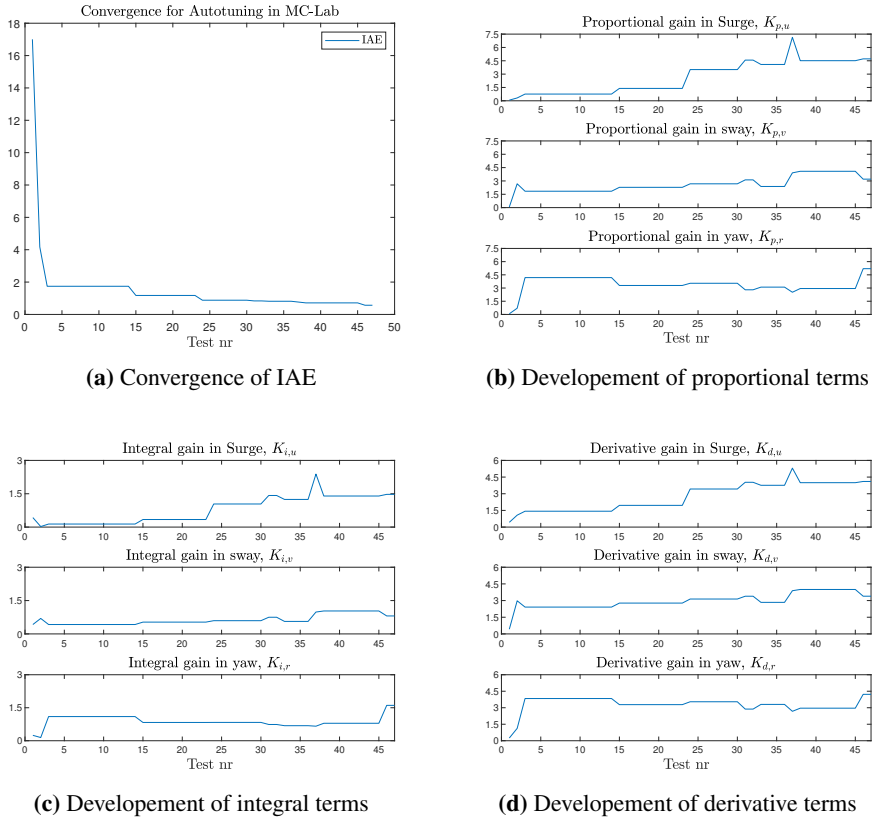 Convergence for Autotuning in MC-Lab
IAE
18
16
14
12
10
8
6
4
2
0
0 5 10 15 20 25 30 35 40 45 50
Test nr
(a) Convergence of IAE
Proportional gain in Surge, K_{p,u}
7.5
6
4.5
3
1.5
0
0 5 10 15 20 25 30 35 40 45
Proportional gain in sway, K_{p,v}
7.5
6
4.5
3
1.5
0
0 5 10 15 20 25 30 35 40 45
Proportional gain in yaw, K_{p,r}
7.5
6
4.5
3
1.5
0
0 5 10 15 20 25 30 35 40 45
Test nr
(b) Developement of proportional terms
Integral gain in Surge, K_{i,u}
3
1.5
0
0 5 10 15 20 25 30 35 40 45
Integral gain in sway, K_{i,v}
3
1.5
0
0 5 10 15 20 25 30 35 40 45
Integral gain in yaw, K_{i,r}
3
1.5
0
0 5 10 15 20 25 30 35 40 45
Test nr
(c) Developement of integral terms
Derivative gain in Surge, K_{d,u}
6
4.5
3
1.5
0
0 5 10 15 20 25 30 35 40 45
Derivative gain in sway, K_{d,v}
6
4.5
3
1.5
0
0 5 10 15 20 25 30 35 40 45
Derivative gain in yaw, K_{d,r}
6
4.5
3
1.5
0
0 5 10 15 20 25 30 35 40 45
Test nr
(d) Developement of derivative terms